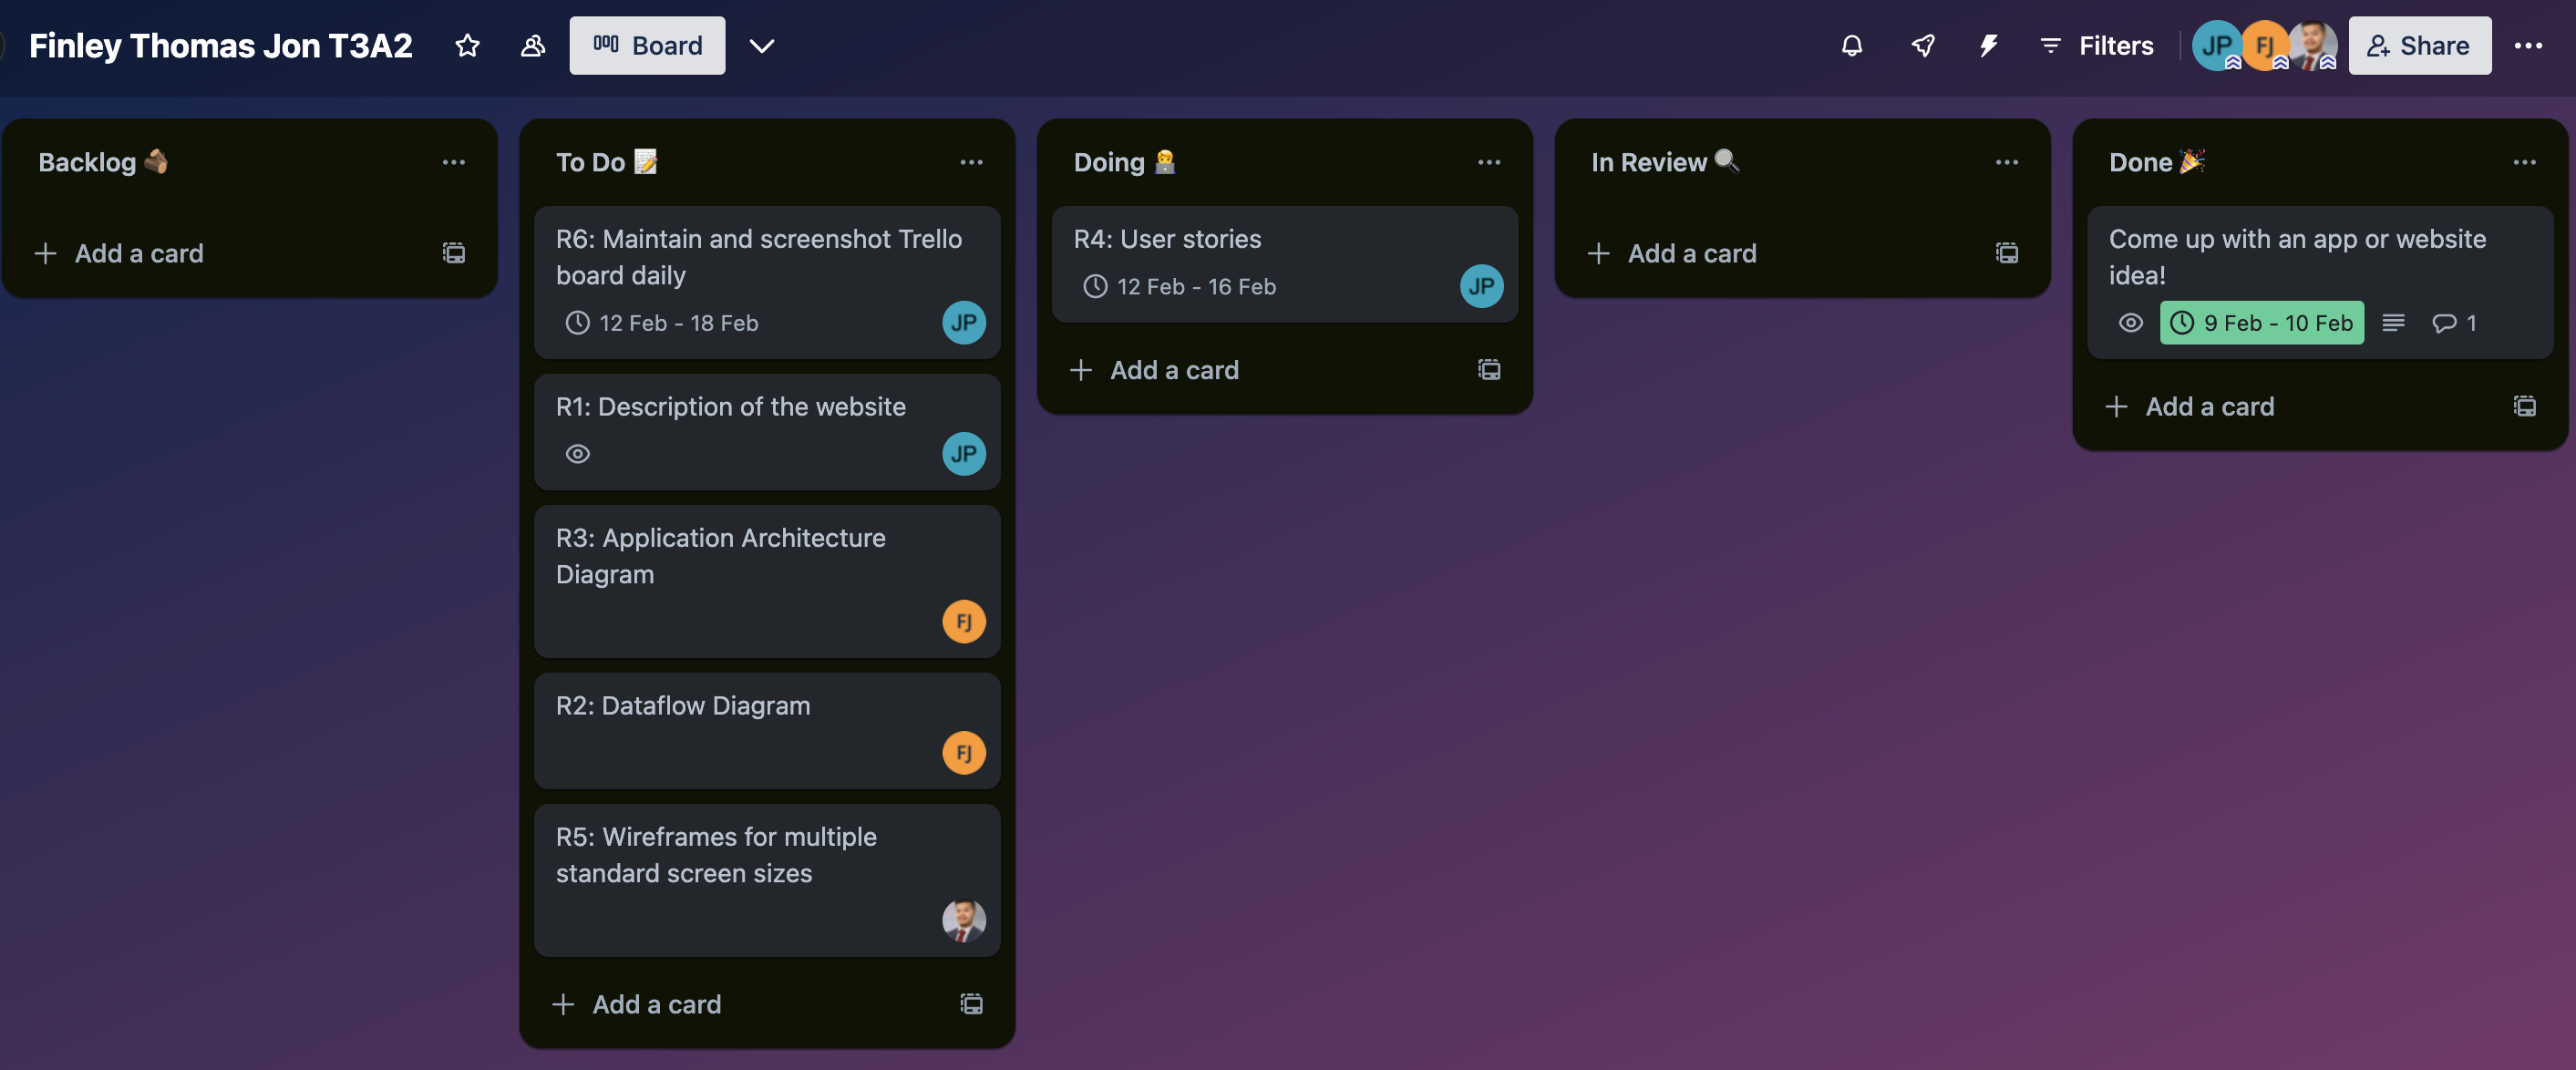 Finley Thomas Jon T3A2
Board
Filters
JP
FJ
Share
Backlog
Add a card
To Do
R6: Maintain and screenshot Trello
board daily
12 Feb - 18 Feb
JP
R1: Description of the website
JP
R3: Application Architecture
Diagram
FJ
R2: Dataflow Diagram
FJ
R5: Wireframes for multiple
standard screen sizes
Add a card
Doing
R4: User stories
12 Feb - 16 Feb
JP
Add a card
In Review
Add a card
Done
Come up with an app or website
idea!
9 Feb - 10 Feb
1
Add a card